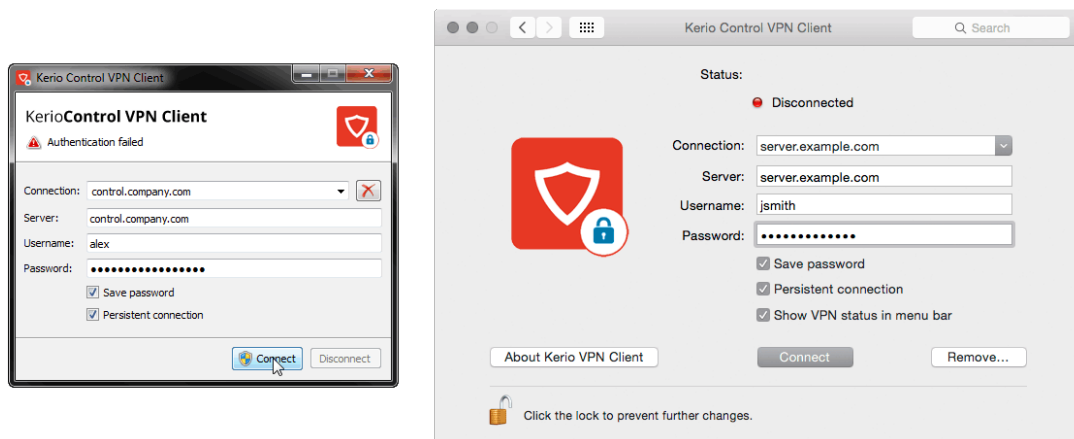 Kerio Control VPN Client
KerioControl VPN Client
Authentication failed
Connection: control.company.com
Server: control.company.com
Username: alex
Password: •••••••••••••••••
Save password
Persistent connection
Connect Disconnect
Kerio Control VPN Client Search
Status:
Disconnected
Connection: server.example.com
Server: server.example.com
Username: jsmith
Password: •••••••••••••
Save password
Persistent connection
Show VPN status in menu bar
About Kerio VPN Client Connect Remove...
Click the lock to prevent further changes.